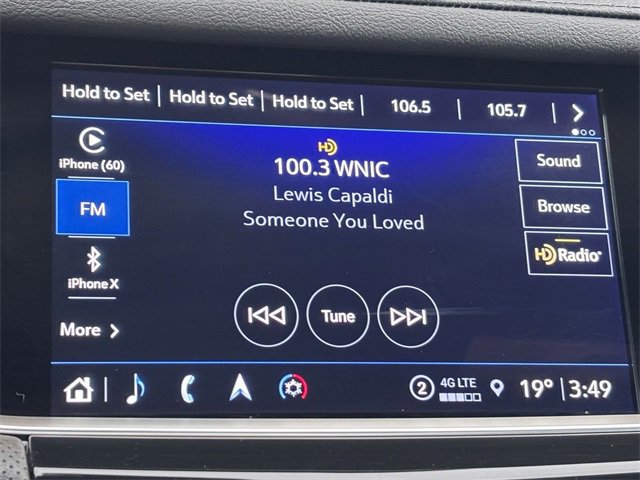 Hold to Set | Hold to Set | Hold to Set | 106.5 | 105.7 | >
iPhone (60)
FM
iPhone X
More >
HD
100.3 WNIC
Lewis Capaldi
Someone You Loved
Tune
Sound
Browse
HD Radio
2 4G LTE 19° | 3:49